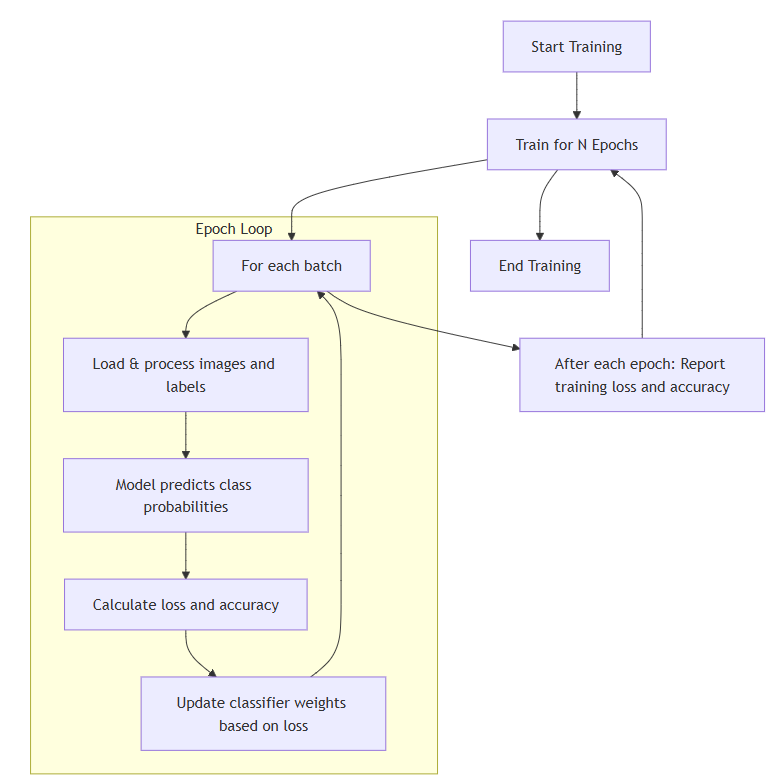 Start Training
Train for N Epochs
Epoch Loop
For each batch
End Training
Load & process images and
labels
After each epoch: Report
training loss and accuracy
Model predicts class
probabilities
Calculate loss and accuracy
Update classifier weights
based on loss